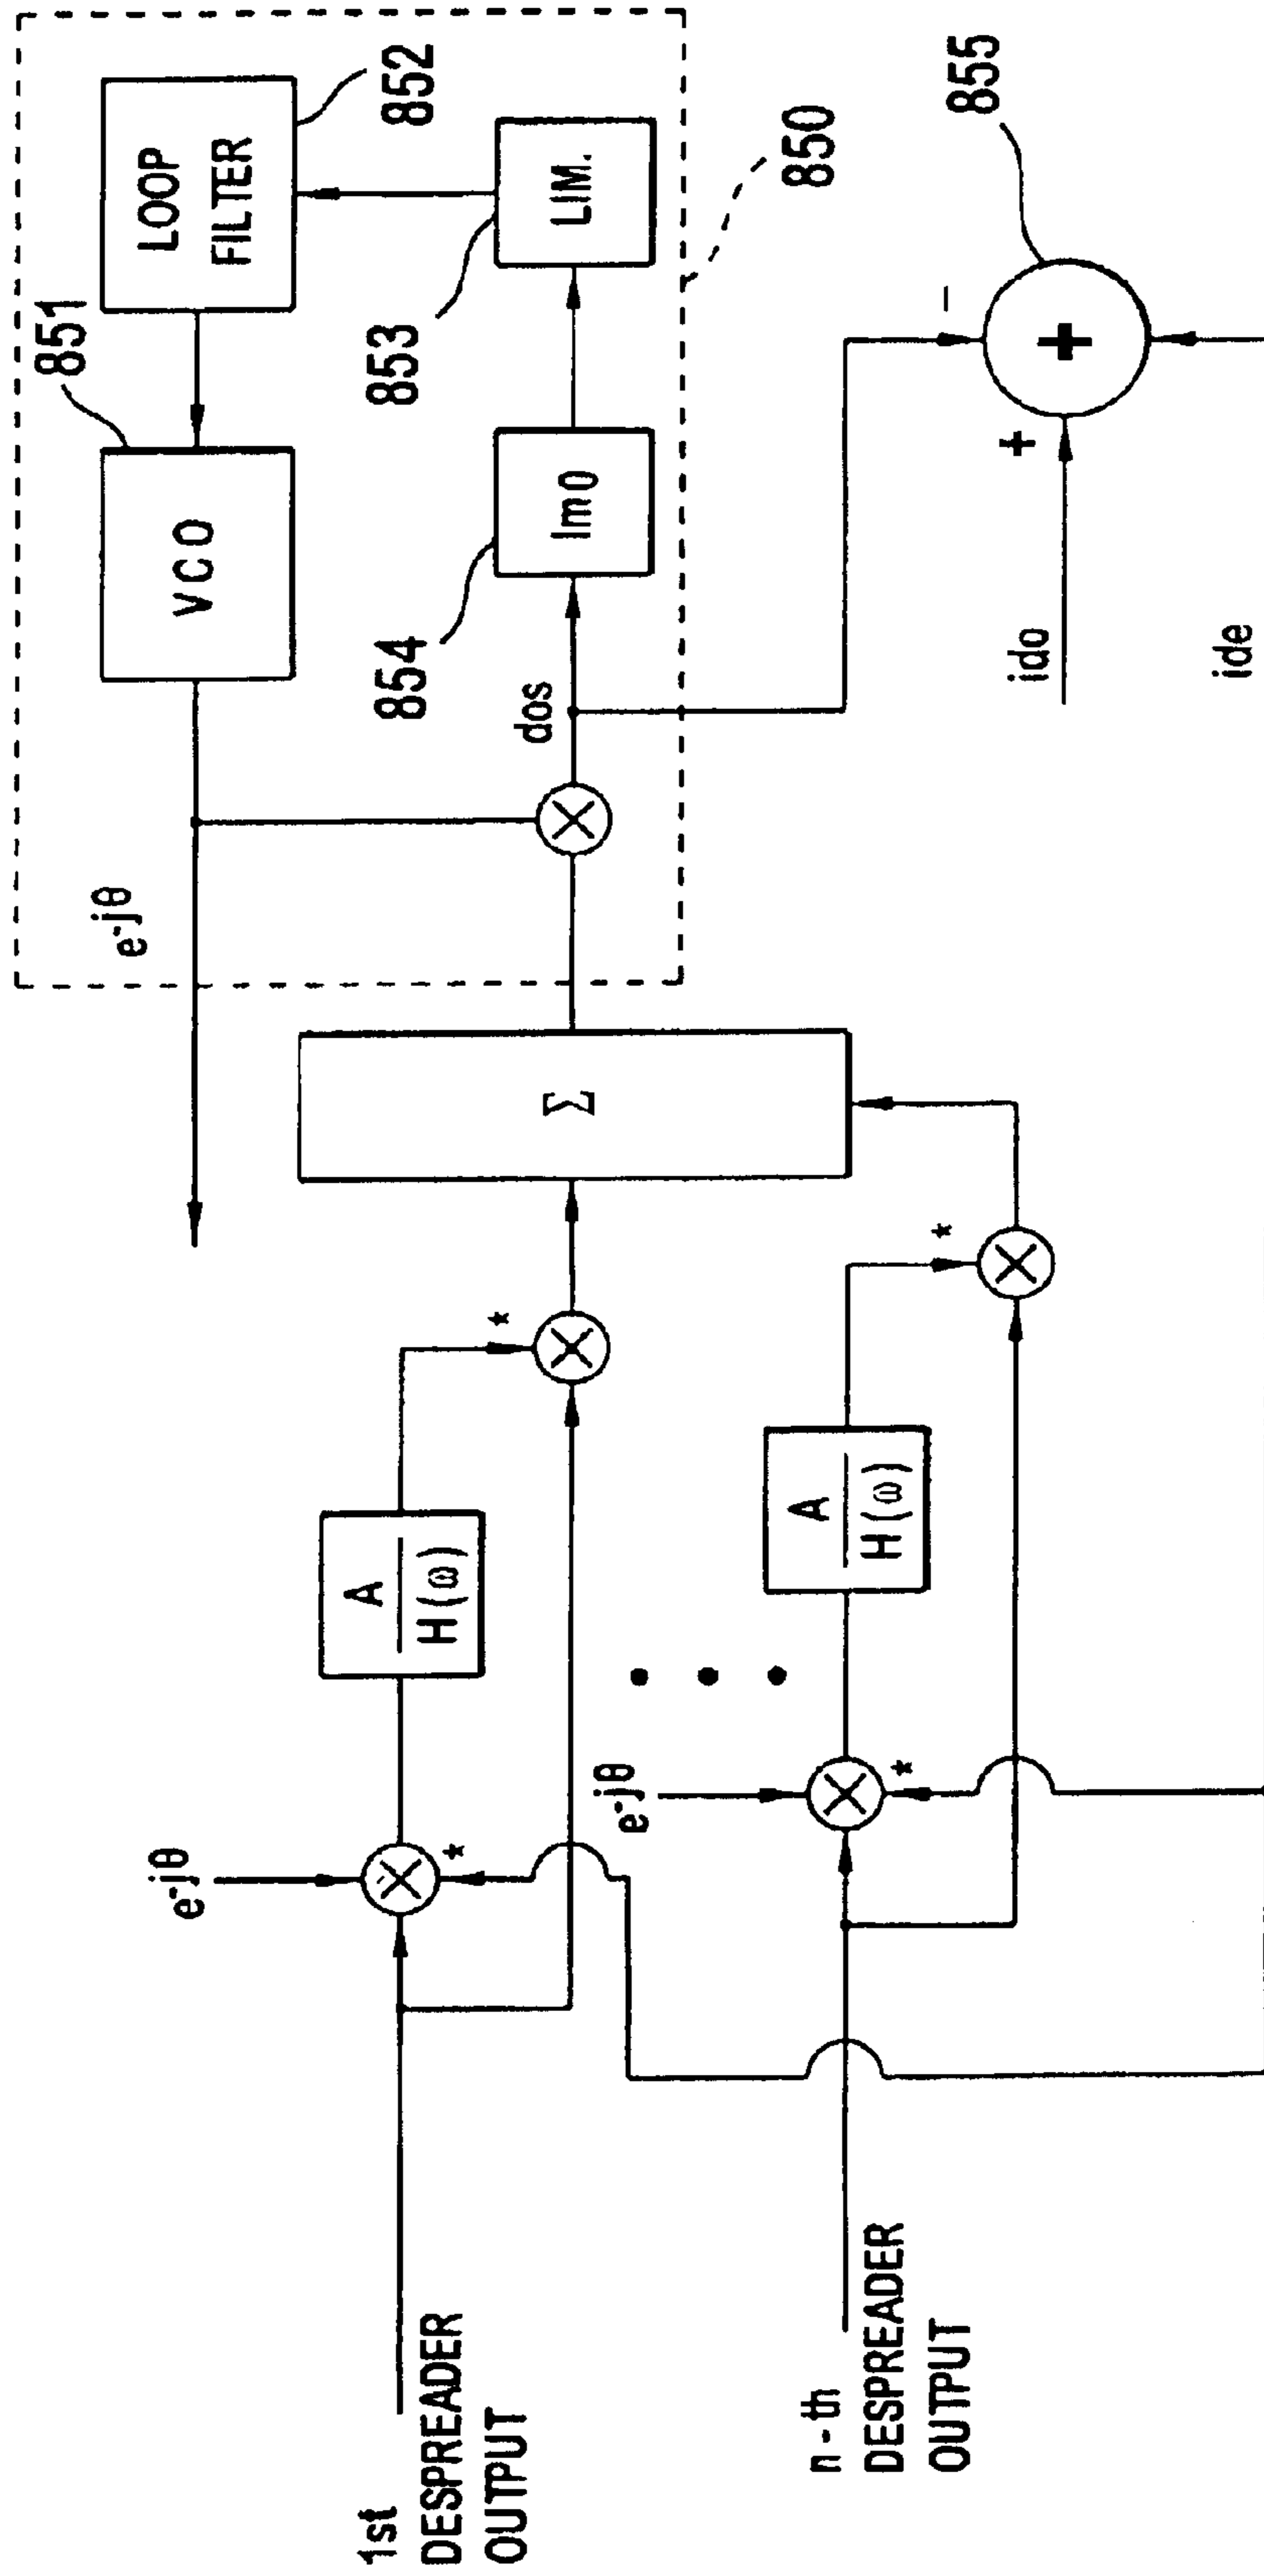 1st
DESPREADER
OUTPUT
n-th
DESPREADER
OUTPUT
e-jθ
*
A
H(ω)
*
e-jθ
*
A
H(ω)
*
Σ
e-jθ
dos
VCO
851
LOOP
FILTER
852
LIM.
853
Im0
854
850
ido
+
-
+
855
ide